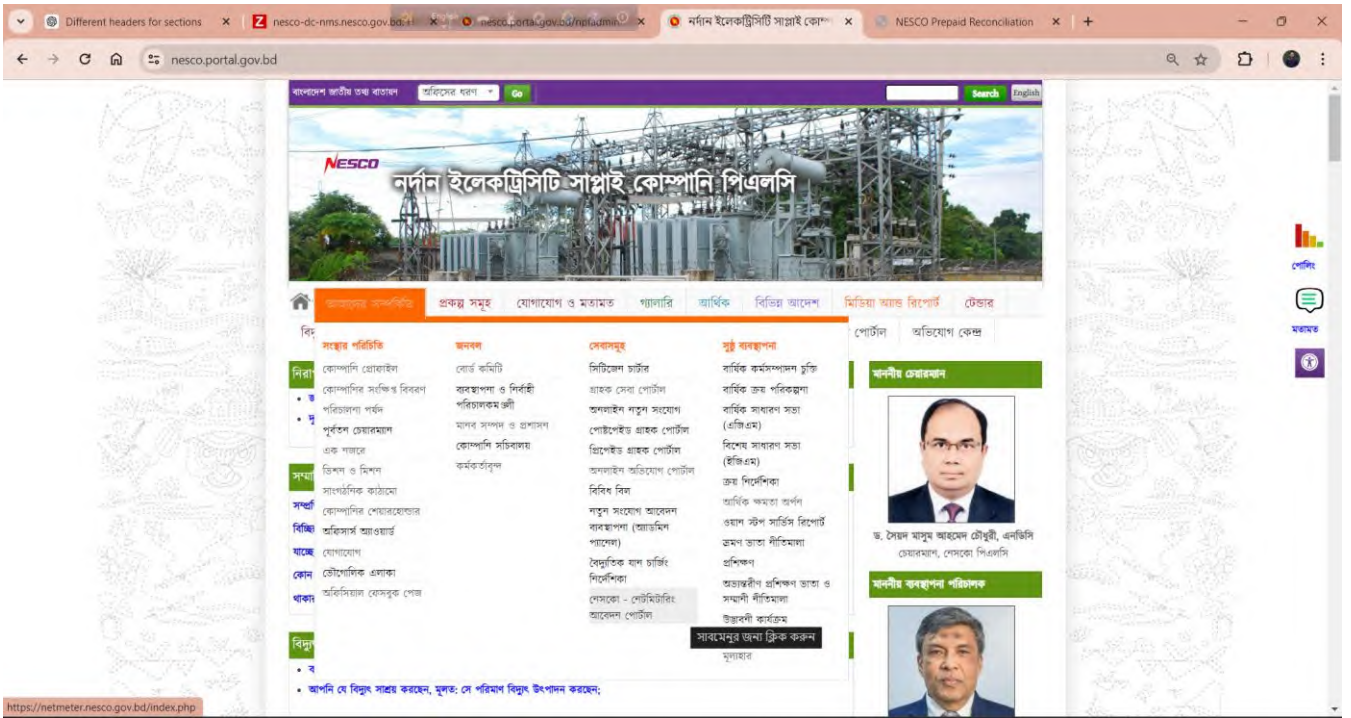 Different headers for sections
nesco-dc-nms.nesco.gov.bd
nesco.portal.gov.bd/npfadmin
নর্দান ইলেকট্রিসিটি সাপ্লাই কোম্প
NESCO Prepaid Reconciliation
nesco.portal.gov.bd
বাংলাদেশ জাতীয় তথ্য বাতায়ন
অফিসের ধরণ
Go
Search
English
NESCO
নর্দান ইলেকট্রিসিটি সাপ্লাই কোম্পানি পিএলসি
আমাদের সম্পর্কিত
প্রকল্প সমূহ
যোগাযোগ ও মতামত
গ্যালারি
আর্থিক
বিভিন্ন আদেশ
মিডিয়া অ্যান্ড রিপোর্ট
টেন্ডার
পোর্টাল
অভিযোগ কেন্দ্র
সংস্থার পরিচিতি
কোম্পানি প্রোফাইল
কোম্পানির সংক্ষিপ্ত বিবরণ
পরিচালনা পর্ষদ
পূর্বতন চেয়ারম্যান
এক নজরে
ভিশন ও মিশন
সাংগঠনিক কাঠামো
কোম্পানির শেয়ারহোল্ডার
অফিসার্স অ্যাওয়ার্ড
যোগাযোগ
ভৌগোলিক এলাকা
অফিসিয়াল ফেসবুক পেজ
জনবল
বোর্ড কমিটি
ব্যবস্থাপনা ও নির্বাহী
পরিচালকমণ্ডলী
মানব সম্পদ ও প্রশাসন
কোম্পানি সচিবালয়
কর্মকর্তাবৃন্দ
সেবাসমূহ
সিটিজেন চার্টার
গ্রাহক সেবা পোর্টাল
অনলাইন নতুন সংযোগ
পোস্টপেইড গ্রাহক পোর্টাল
প্রিপেইড গ্রাহক পোর্টাল
অনলাইন অভিযোগ পোর্টাল
বিবিধ বিল
নতুন সংযোগ আবেদন
ব্যবস্থাপনা (অ্যাডমিন
প্যানেল)
বৈদ্যুতিক যান চার্জিং
নির্দেশিকা
নেসকো - নেটমিটারিং
আবেদন পোর্টাল
সুষ্ঠু ব্যবস্থাপনা
বার্ষিক কর্মসম্পাদন চুক্তি
বার্ষিক ক্রয় পরিকল্পনা
বার্ষিক সাধারণ সভা
(এজিএম)
বিশেষ সাধারণ সভা
(ইজিএম)
ক্রয় নির্দেশিকা
আর্থিক ক্ষমতা অর্পণ
ওয়ান স্টপ সার্ভিস রিপোর্ট
ভ্রমণ ভাতা নীতিমালা
প্রশিক্ষণ
অভ্যন্তরীণ প্রশিক্ষণ ভাতা ও
সম্মানী নীতিমালা
উদ্ভাবনী কার্যক্রম
সাবমেনুর জন্য ক্লিক করুন
মূল্যহার
আপনি যে বিদ্যুৎ সাশ্রয় করছেন, মূলত: সে পরিমাণ বিদ্যুৎ উৎপাদন করছেন;
মাননীয় চেয়ারম্যান
ড. সৈয়দ মাসুম আহমেদ চৌধুরী, এনডিসি
চেয়ারম্যান, নেসকো পিএলসি
মাননীয় ব্যবস্থাপনা পরিচালক
পোলিং
মতামত
https://netmeter.nesco.gov.bd/index.php